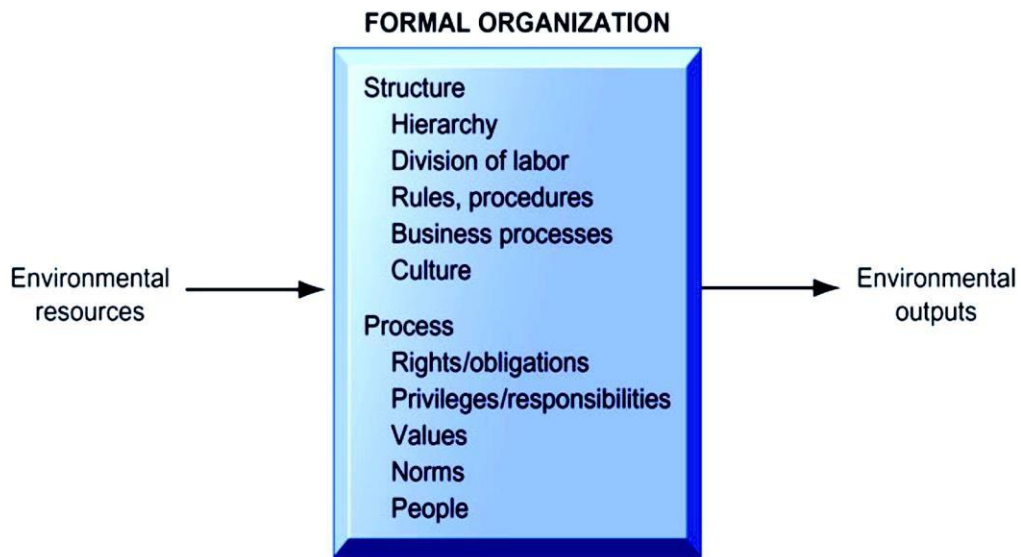 FORMAL ORGANIZATION
Structure
Hierarchy
Division of labor
Rules, procedures
Business processes
Culture
Environmental
resources
Environmental
outputs
Process
Rights/obligations
Privileges/responsibilities
Values
Norms
People